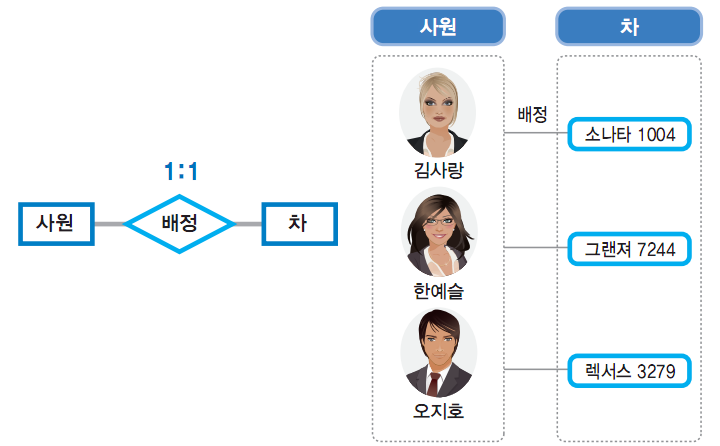 1:1
사원
배정
차
사원
차
배정
김사랑
소나타 1004
한예슬
그랜져 7244
오지호
렉서스 3279